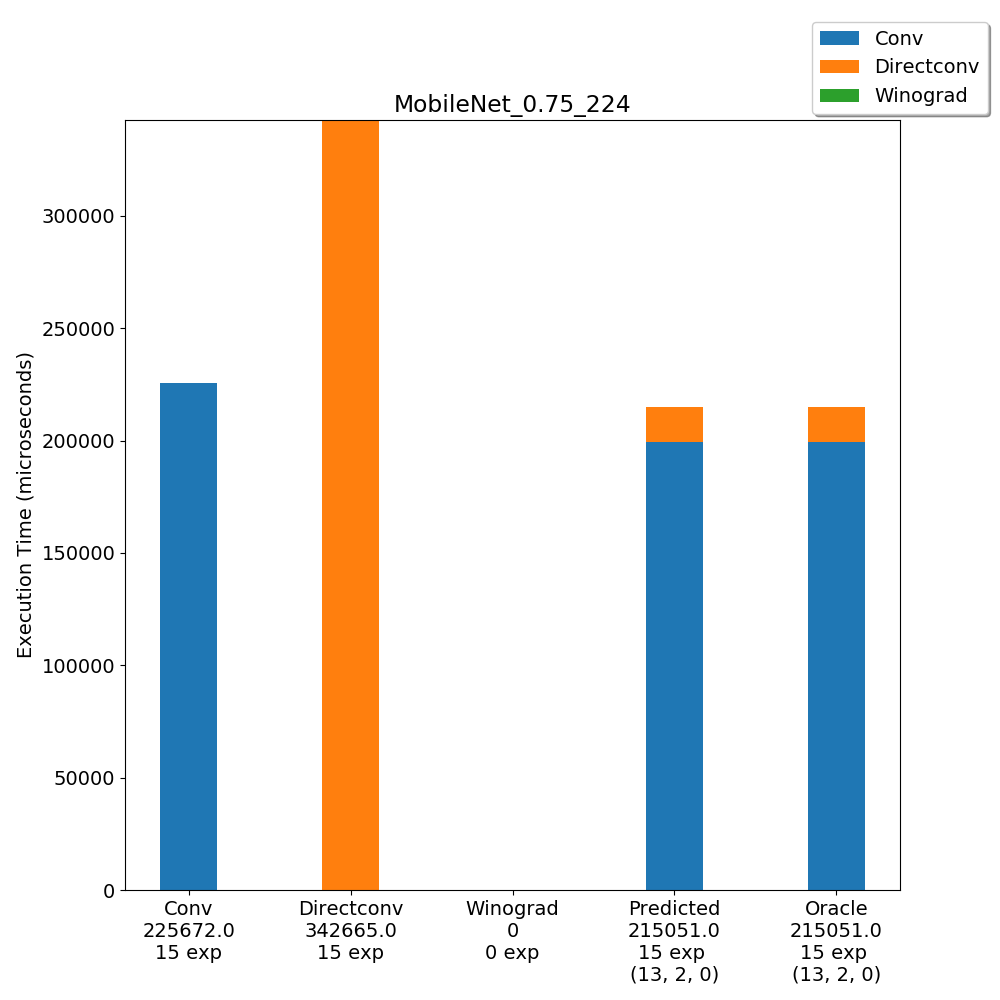 Conv
Directconv
Winograd
MobileNet_0.75_224
Execution Time (microseconds)
300000
250000
200000
150000
100000
50000
0
Conv Directconv Winograd Predicted Oracle
225672.0 342665.0 0 215051.0 215051.0
15 exp 15 exp 0 exp 15 exp 15 exp
(13, 2, 0) (13, 2, 0)